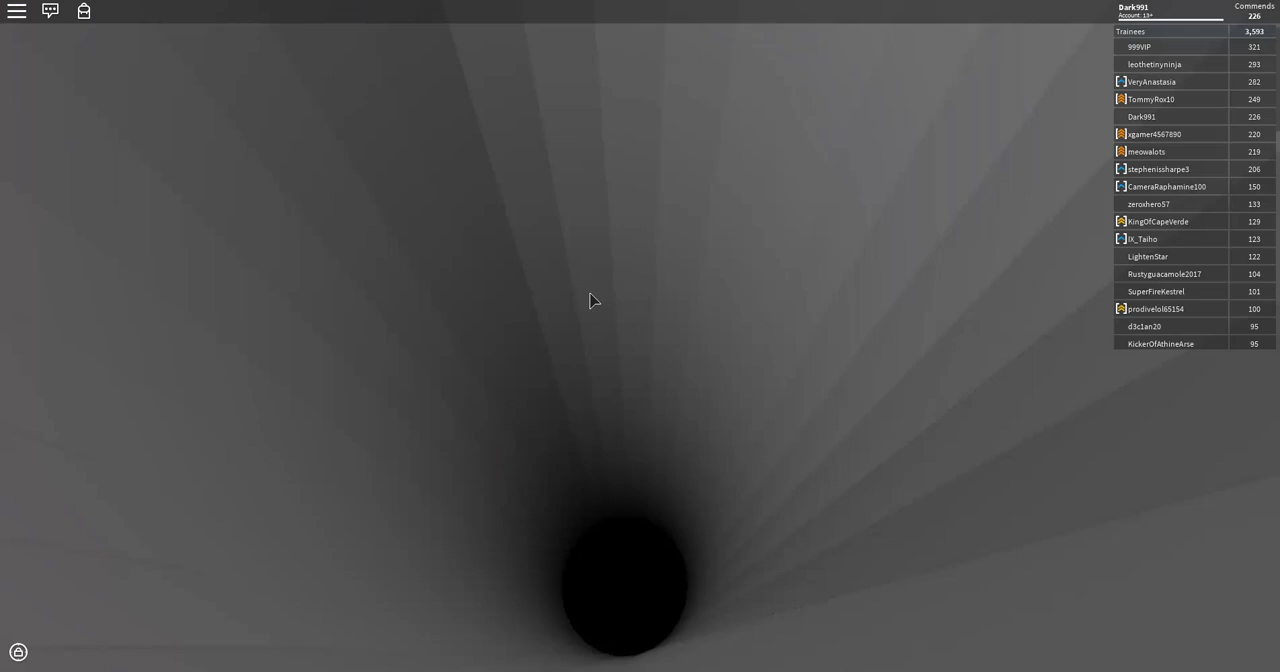 Dark991 Commends
Account: 13+ 226
Trainees 3,593
999VIP 321
leothetinyninja 293
VeryAnastasia 282
TommyRox10 249
Dark991 226
xgamer4567890 220
meowalots 219
stephenissharpe3 206
CameraRaphamine100 150
zeroxhero57 133
KingOfCapeVerde 129
IX_Taiho 123
LightenStar 122
Rustyguacamole2017 104
SuperFireKestrel 101
prodivelol65154 100
d3c1an20 95
KickerOfAthineArse 95